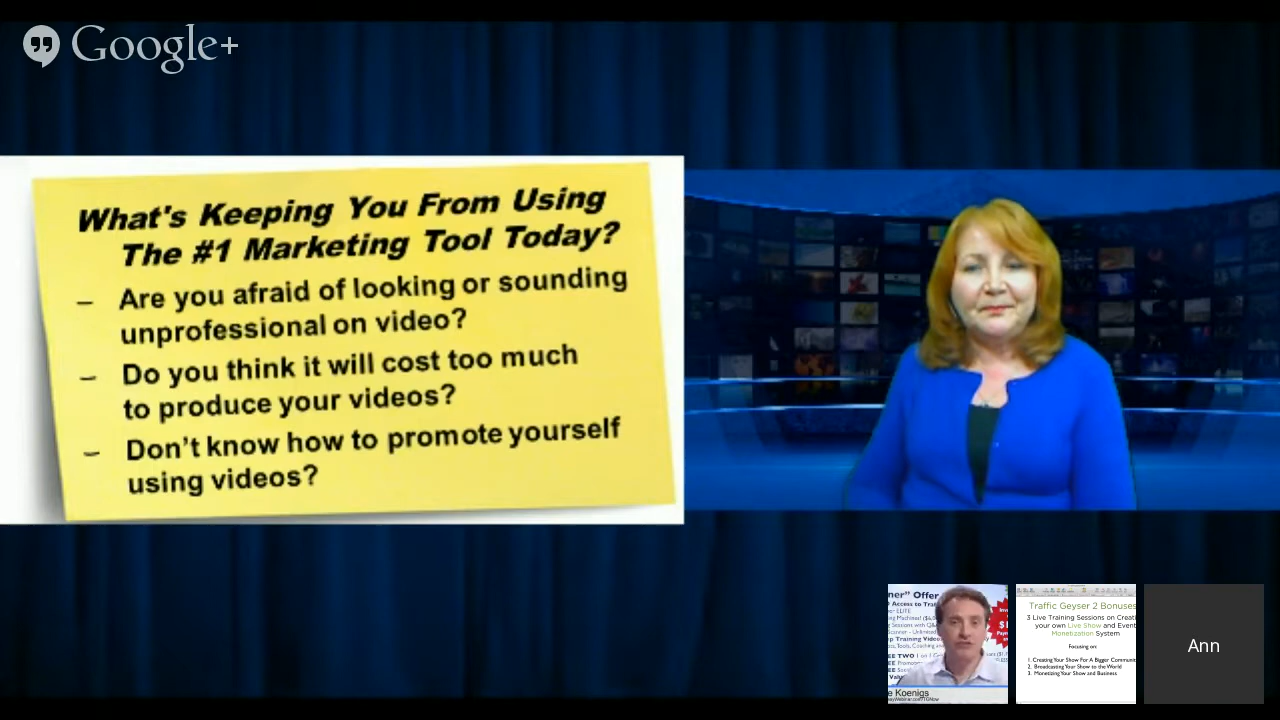 Google+
What's Keeping You From Using
The #1 Marketing Tool Today?
– Are you afraid of looking or sounding
unprofessional on video?
– Do you think it will cost too much
to produce your videos?
– Don't know how to promote yourself
using videos?
ner" Offer
Access to
Koenigs
Traffic Geyser 2 Bonuses
3 Live Training Sessions on
your own Live Show and Event
Monetization System
Focusing on:
1. Creating Your Show For A Bigger
2. Broadcasting Your Show to the World
3. Monetizing Your Show and Business
Ann